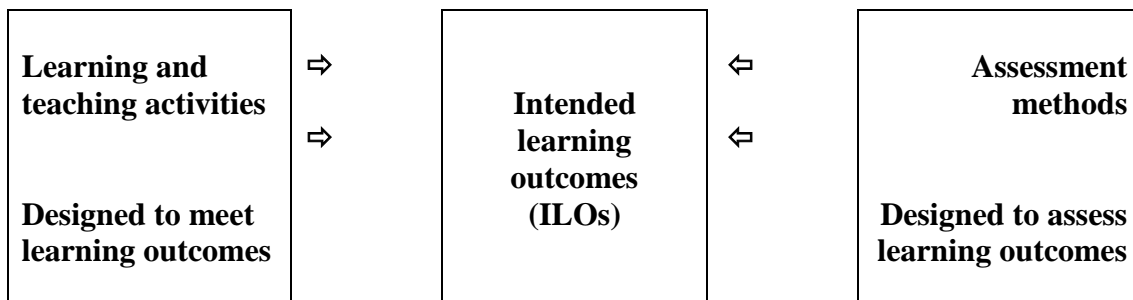 Learning and
teaching activities
Designed to meet
learning outcomes
⇨
⇨
Intended
learning
outcomes
(ILOs)
⇦
⇦
Assessment
methods
Designed to assess
learning outcomes